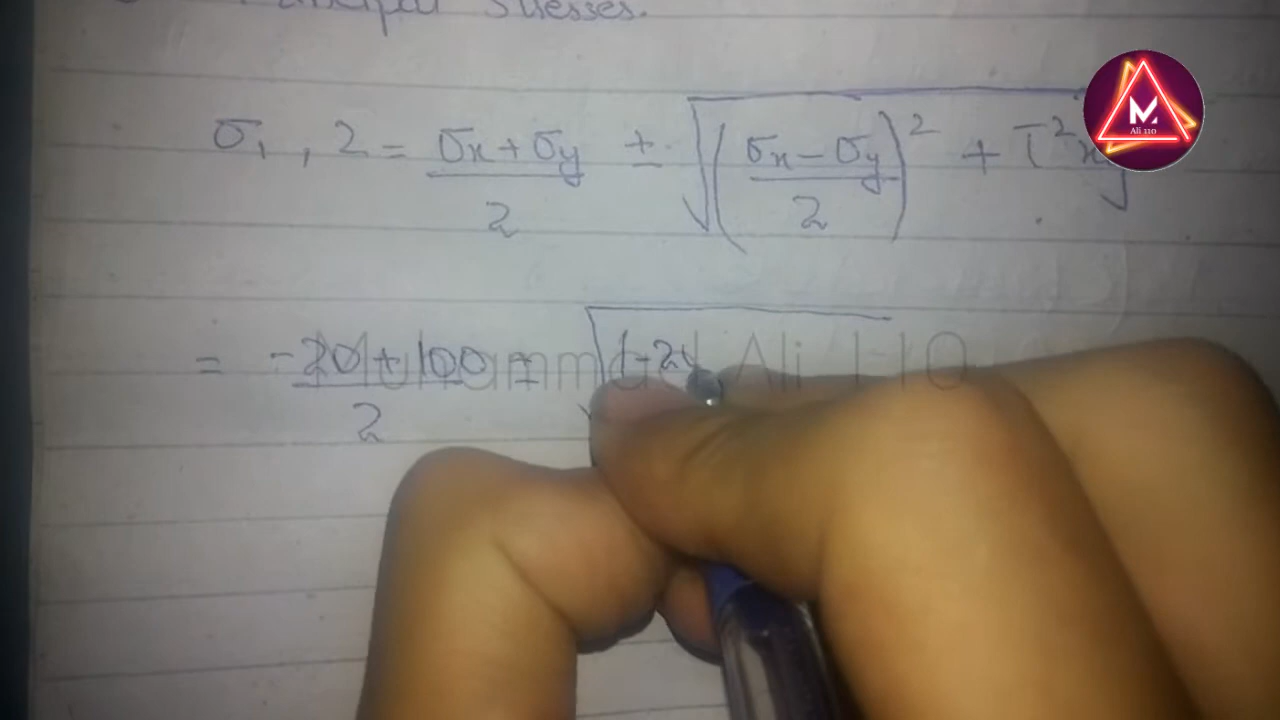 Principal Stresses.
σ1, 2 = σx + σy / 2 ± √(σx − σy / 2)² + τ²xy
= -20 + 100 / 2 ± √(-20
Muhammad Ali 110
M
Ali 110